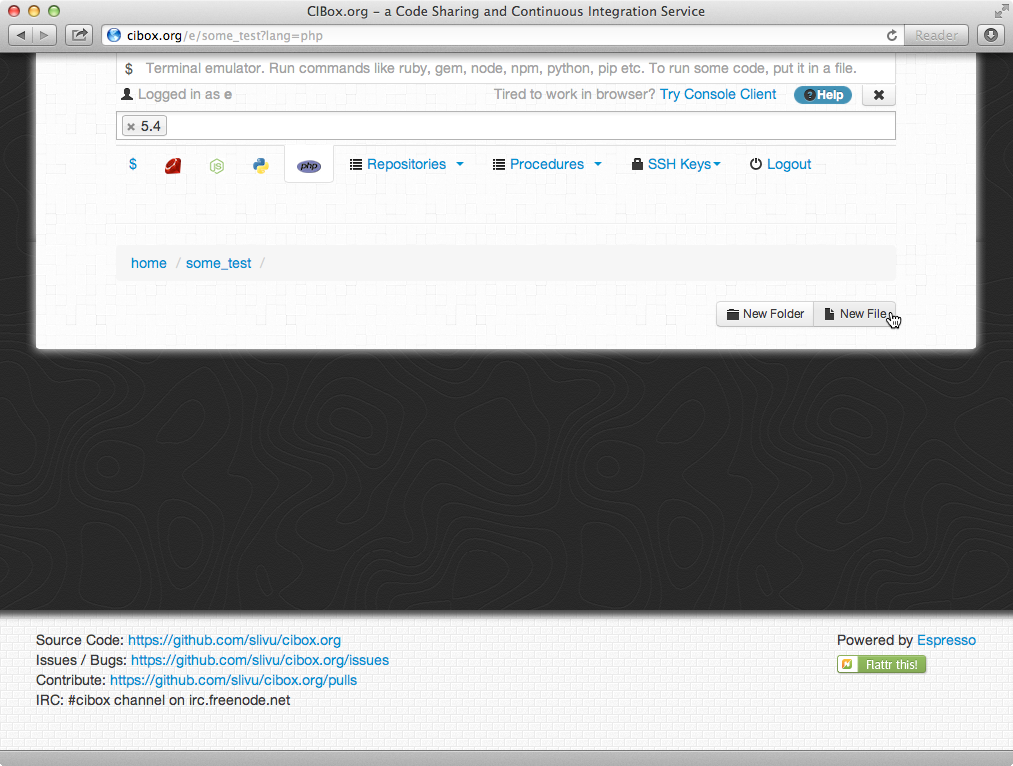 CIBox.org – a Code Sharing and Continuous Integration Service
cibox.org/e/some_test?lang=php
Reader
$ Terminal emulator. Run commands like ruby, gem, node, npm, python, pip etc. To run some code, put it in a file.
Logged in as e
Tired to work in browser? Try Console Client
? Help
✖
× 5.4
$
JS
php
Repositories
Procedures
SSH Keys
Logout
home / some_test /
New Folder
New File
Source Code: https://github.com/slivu/cibox.org
Issues / Bugs: https://github.com/slivu/cibox.org/issues
Contribute: https://github.com/slivu/cibox.org/pulls
IRC: #cibox channel on irc.freenode.net
Powered by Espresso
Flattr this!